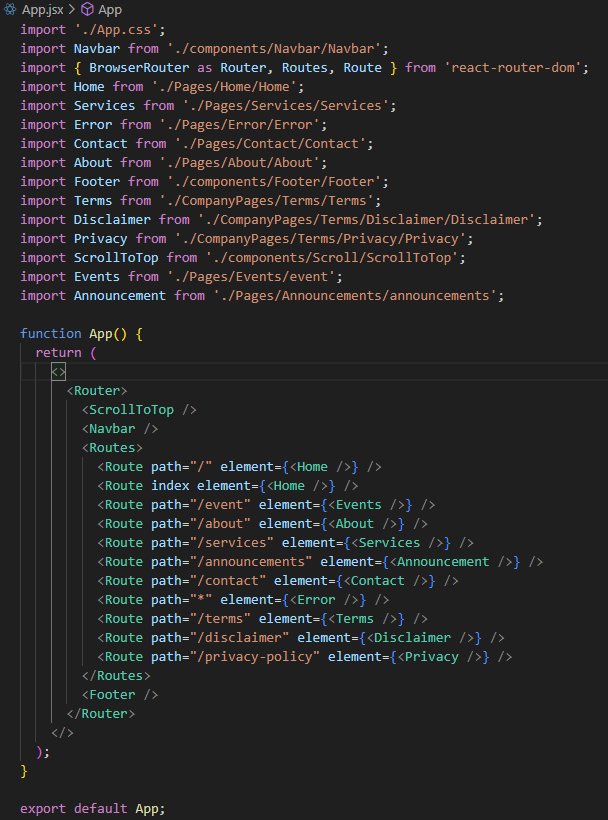 App.jsx > App
import './App.css';
import Navbar from './components/Navbar/Navbar';
import { BrowserRouter as Router, Routes, Route } from 'react-router-dom';
import Home from './Pages/Home/Home';
import Services from './Pages/Services/Services';
import Error from './Pages/Error/Error';
import Contact from './Pages/Contact/Contact';
import About from './Pages/About/About';
import Footer from './components/Footer/Footer';
import Terms from './CompanyPages/Terms/Terms';
import Disclaimer from './CompanyPages/Terms/Disclaimer/Disclaimer';
import Privacy from './CompanyPages/Terms/Privacy/Privacy';
import ScrollToTop from './components/Scroll/ScrollToTop';
import Events from './Pages/Events/event';
import Announcement from './Pages/Announcements/announcements';

function App() {
  return (
    <>
      <Router>
        <ScrollToTop />
        <Navbar />
        <Routes>
          <Route path="/" element={<Home />} />
          <Route index element={<Home />} />
          <Route path="/event" element={<Events />} />
          <Route path="/about" element={<About />} />
          <Route path="/services" element={<Services />} />
          <Route path="/announcements" element={<Announcement />} />
          <Route path="/contact" element={<Contact />} />
          <Route path="*" element={<Error />} />
          <Route path="/terms" element={<Terms />} />
          <Route path="/disclaimer" element={<Disclaimer />} />
          <Route path="/privacy-policy" element={<Privacy />} />
        </Routes>
        <Footer />
      </Router>
    </>
  );
}

export default App;